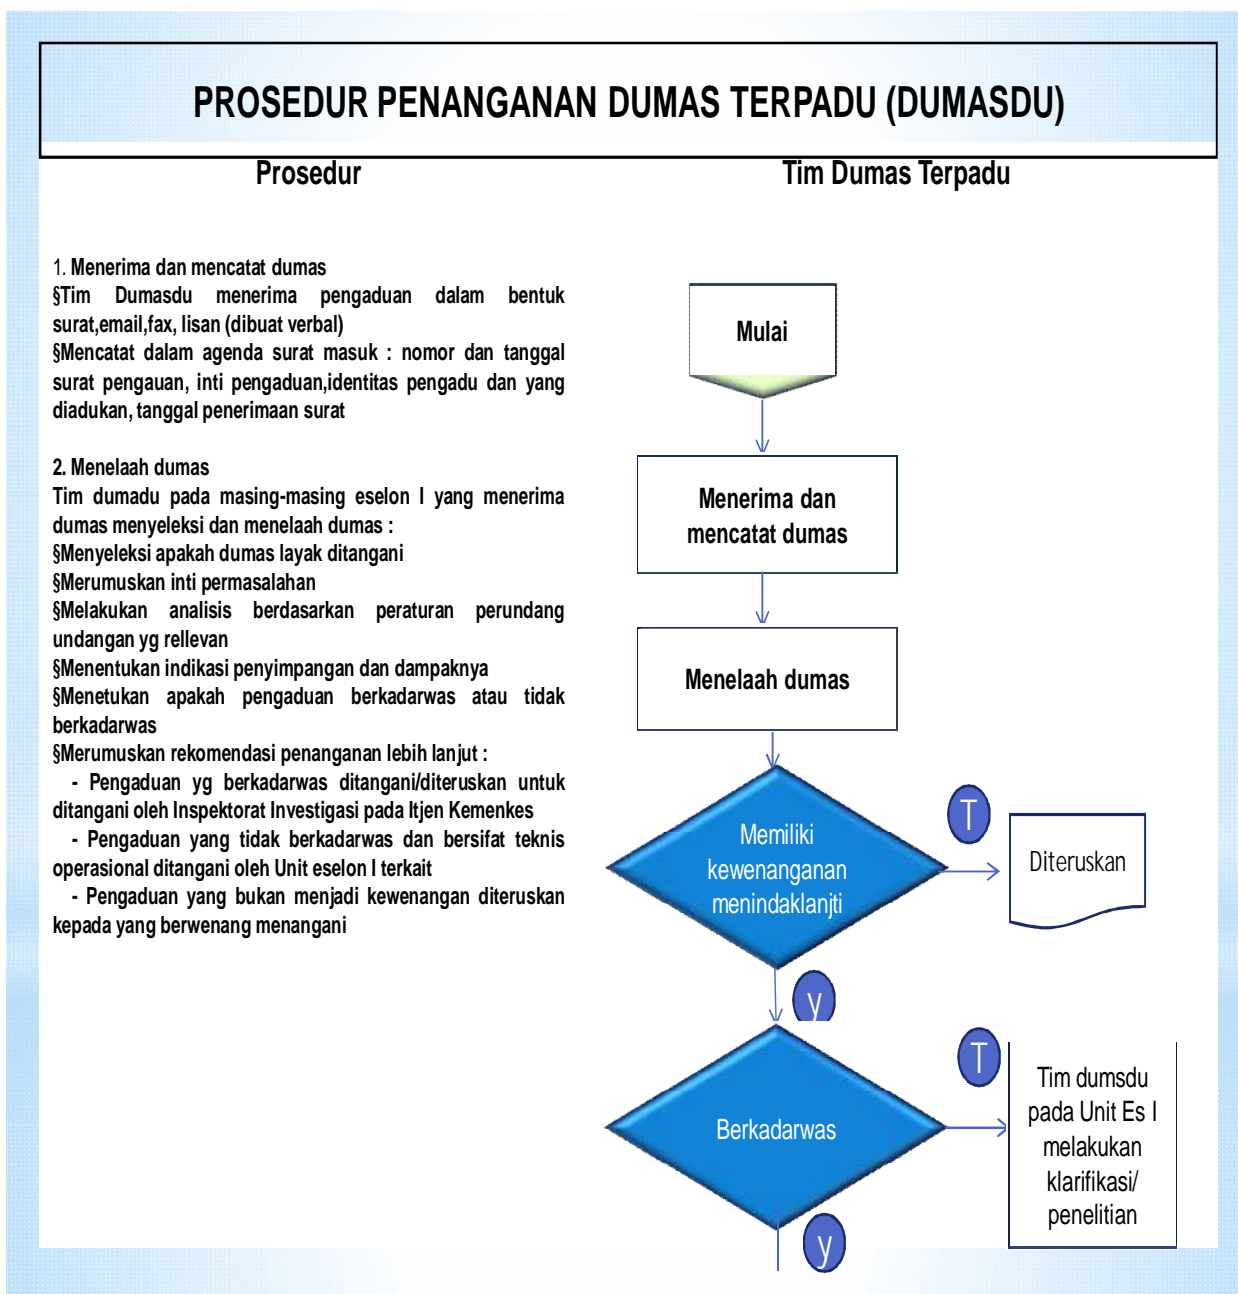 PROSEDUR PENANGANAN DUMAS TERPADU (DUMASDU)
Prosedur
1. Menerima dan mencatat dumas
§Tim Dumasdu menerima pengaduan dalam bentuk
surat,email,fax, lisan (dibuat verbal)
§Mencatat dalam agenda surat masuk : nomor dan tanggal
surat pengauan, inti pengaduan,identitas pengadu dan yang
diadukan, tanggal penerimaan surat
2. Menelaah dumas
Tim dumadu pada masing-masing eselon I yang menerima
dumas menyeleksi dan menelaah dumas :
§Menyeleksi apakah dumas layak ditangani
§Merumuskan inti permasalahan
§Melakukan analisis berdasarkan peraturan perundang
undangan yg rellevan
§Menentukan indikasi penyimpangan dan dampaknya
§Menetukan apakah pengaduan berkadarwas atau tidak
berkadarwas
§Merumuskan rekomendasi penanganan lebih lanjut :
- Pengaduan yg berkadarwas ditangani/diteruskan untuk
ditangani oleh Inspektorat Investigasi pada Itjen Kemenkes
- Pengaduan yang tidak berkadarwas dan bersifat teknis
operasional ditangani oleh Unit eselon I terkait
- Pengaduan yang bukan menjadi kewenangan diteruskan
kepada yang berwenang menangani
Tim Dumas Terpadu
Mulai
Menerima dan
mencatat dumas
Menelaah dumas
Memiliki
kewenanganan
menindaklanjti
T
Diteruskan
y
Berkadarwas
T
Tim dumsdu
pada Unit Es I
melakukan
klarifikasi/
penelitian
y